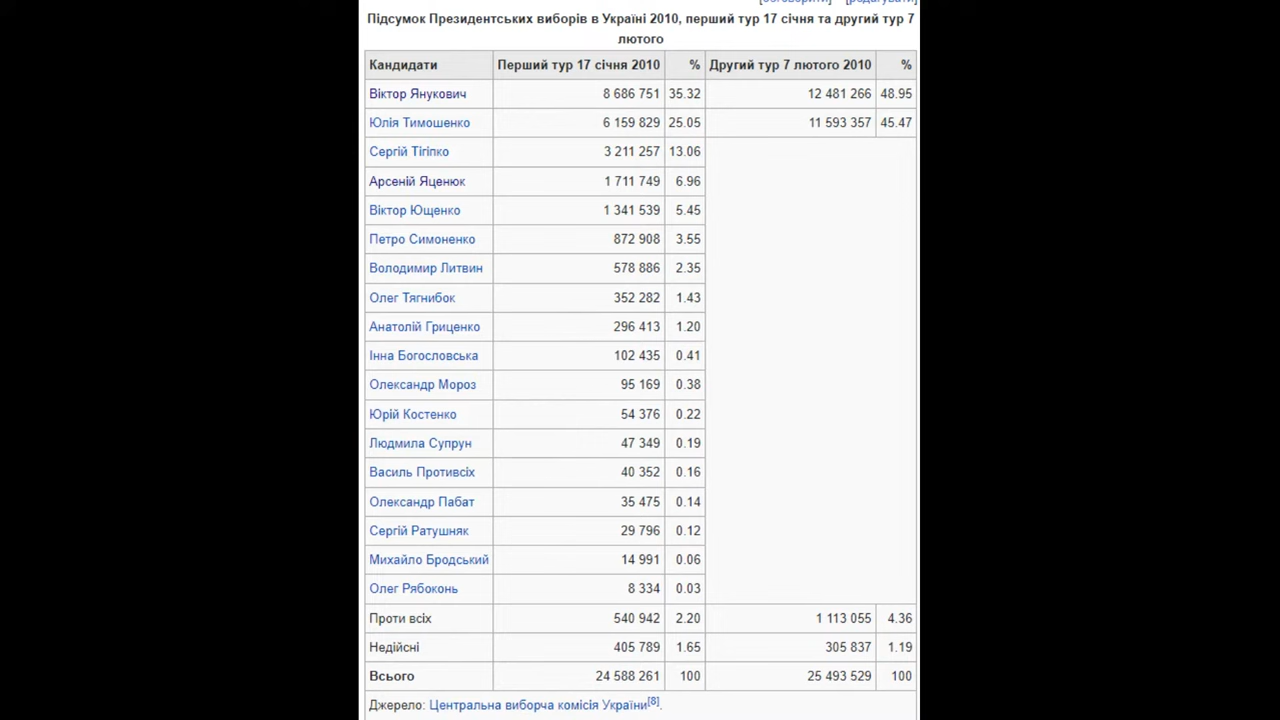 [обговорити] [редагувати]
Підсумок Президентських виборів в Україні 2010, перший тур 17 січня та другий тур 7
лютого
Кандидати Перший тур 17 січня 2010 % Другий тур 7 лютого 2010 %
Віктор Янукович 8 686 751 35.32 12 481 266 48.95
Юлія Тимошенко 6 159 829 25.05 11 593 357 45.47
Сергій Тігіпко 3 211 257 13.06
Арсеній Яценюк 1 711 749 6.96
Віктор Ющенко 1 341 539 5.45
Петро Симоненко 872 908 3.55
Володимир Литвин 578 886 2.35
Олег Тягнибок 352 282 1.43
Анатолій Гриценко 296 413 1.20
Інна Богословська 102 435 0.41
Олександр Мороз 95 169 0.38
Юрій Костенко 54 376 0.22
Людмила Супрун 47 349 0.19
Василь Противсіх 40 352 0.16
Олександр Пабат 35 475 0.14
Сергій Ратушняк 29 796 0.12
Михайло Бродський 14 991 0.06
Олег Рябоконь 8 334 0.03
Проти всіх 540 942 2.20 1 113 055 4.36
Недійсні 405 789 1.65 305 837 1.19
Всього 24 588 261 100 25 493 529 100
Джерело: Центральна виборча комісія України[8].